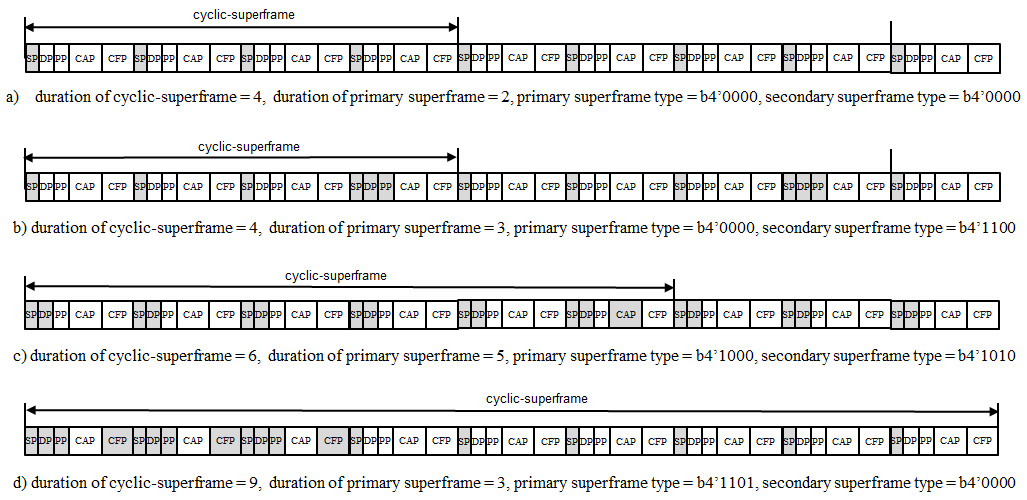 cyclic-superframe
SP DP PP CAP CFP SP DP PP CAP CFP SP DP PP CAP CFP SP DP PP CAP CFP SP DP PP CAP CFP SP DP PP CAP CFP SP DP PP CAP CFP SP DP PP CAP CFP SP DP PP CAP CFP
a) duration of cyclic-superframe = 4, duration of primary superframe = 2, primary superframe type = b4’0000, secondary superframe type = b4’0000
cyclic-superframe
SP DP PP CAP CFP SP DP PP CAP CFP SP DP PP CAP CFP SP DP PP CAP CFP SP DP PP CAP CFP SP DP PP CAP CFP SP DP PP CAP CFP SP DP PP CAP CFP SP DP PP CAP CFP
b) duration of cyclic-superframe = 4, duration of primary superframe = 3, primary superframe type = b4’0000, secondary superframe type = b4’1100
cyclic-superframe
SP DP PP CAP CFP SP DP PP CAP CFP SP DP PP CAP CFP SP DP PP CAP CFP SP DP PP CAP CFP SP DP PP CAP CFP SP DP PP CAP CFP SP DP PP CAP CFP SP DP PP CAP CFP
c) duration of cyclic-superframe = 6, duration of primary superframe = 5, primary superframe type = b4’1000, secondary superframe type = b4’1010
cyclic-superframe
SP DP PP CAP CFP SP DP PP CAP CFP SP DP PP CAP CFP SP DP PP CAP CFP SP DP PP CAP CFP SP DP PP CAP CFP SP DP PP CAP CFP SP DP PP CAP CFP SP DP PP CAP CFP
d) duration of cyclic-superframe = 9, duration of primary superframe = 3, primary superframe type = b4’1101, secondary superframe type = b4’0000